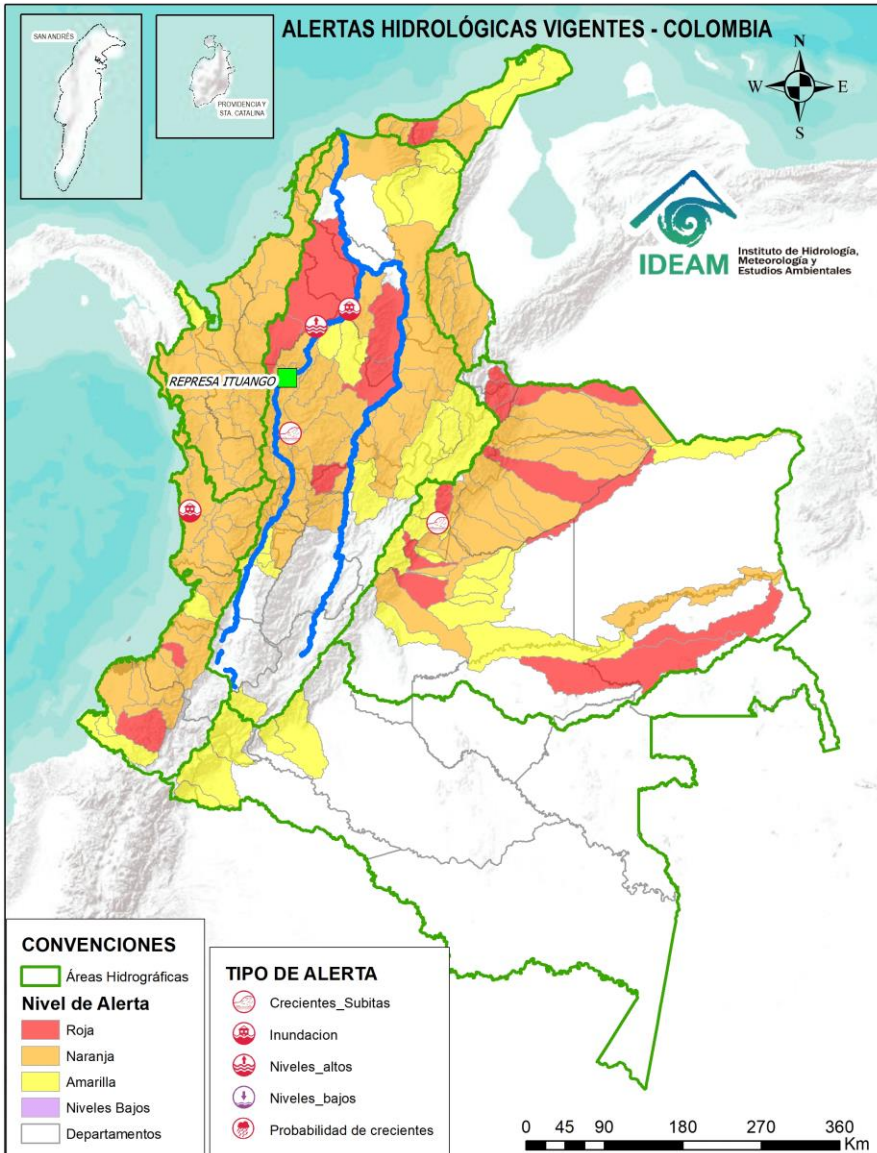 ALERTAS HIDROLÓGICAS VIGENTES - COLOMBIA
SAN ANDRÉS
PROVIDENCIA Y
STA. CATALINA
N
W
E
S
IDEAM
Instituto de Hidrología,
Meteorología y
Estudios Ambientales
REPRESA ITUANGO
CONVENCIONES
Áreas Hidrográficas
Nivel de Alerta
Roja
Naranja
Amarilla
Niveles Bajos
Departamentos
TIPO DE ALERTA
Crecientes_Subitas
Inundacion
Niveles_altos
Niveles_bajos
Probabilidad de crecientes
0 45 90 180 270 360
Km